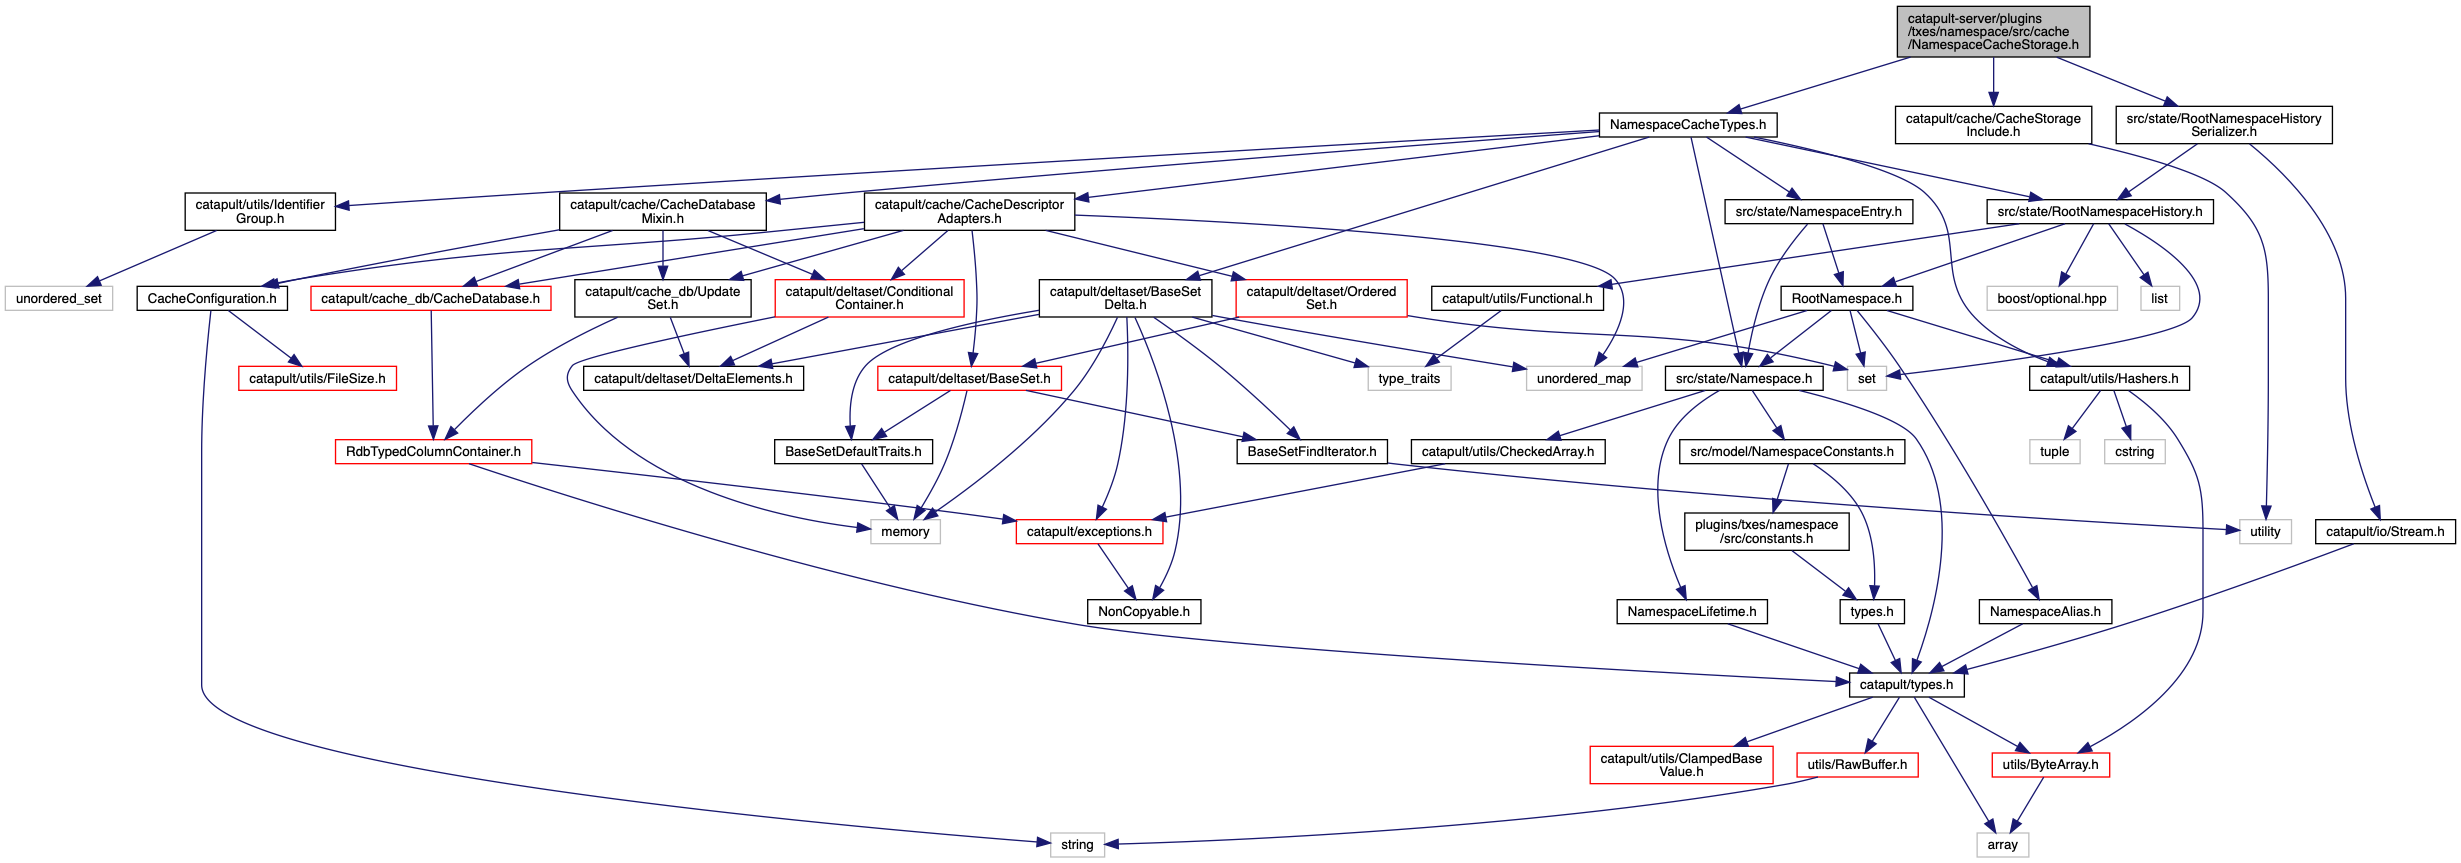 catapult-server/plugins
/txes/namespace/src/cache
/NamespaceCacheStorage.h
NamespaceCacheTypes.h
catapult/cache/CacheStorage
Include.h
src/state/RootNamespaceHistory
Serializer.h
catapult/utils/Identifier
Group.h
catapult/cache/CacheDatabase
Mixin.h
catapult/cache/CacheDescriptor
Adapters.h
src/state/NamespaceEntry.h
src/state/RootNamespaceHistory.h
unordered_set
CacheConfiguration.h
catapult/cache_db/CacheDatabase.h
catapult/cache_db/Update
Set.h
catapult/deltaset/Conditional
Container.h
catapult/deltaset/BaseSet
Delta.h
catapult/deltaset/Ordered
Set.h
catapult/utils/Functional.h
RootNamespace.h
boost/optional.hpp
list
catapult/utils/FileSize.h
catapult/deltaset/DeltaElements.h
catapult/deltaset/BaseSet.h
type_traits
unordered_map
src/state/Namespace.h
set
catapult/utils/Hashers.h
RdbTypedColumnContainer.h
BaseSetDefaultTraits.h
BaseSetFindIterator.h
catapult/utils/CheckedArray.h
src/model/NamespaceConstants.h
tuple
cstring
memory
catapult/exceptions.h
plugins/txes/namespace
/src/constants.h
utility
catapult/io/Stream.h
NonCopyable.h
NamespaceLifetime.h
types.h
NamespaceAlias.h
catapult/types.h
catapult/utils/ClampedBase
Value.h
utils/RawBuffer.h
utils/ByteArray.h
string
array